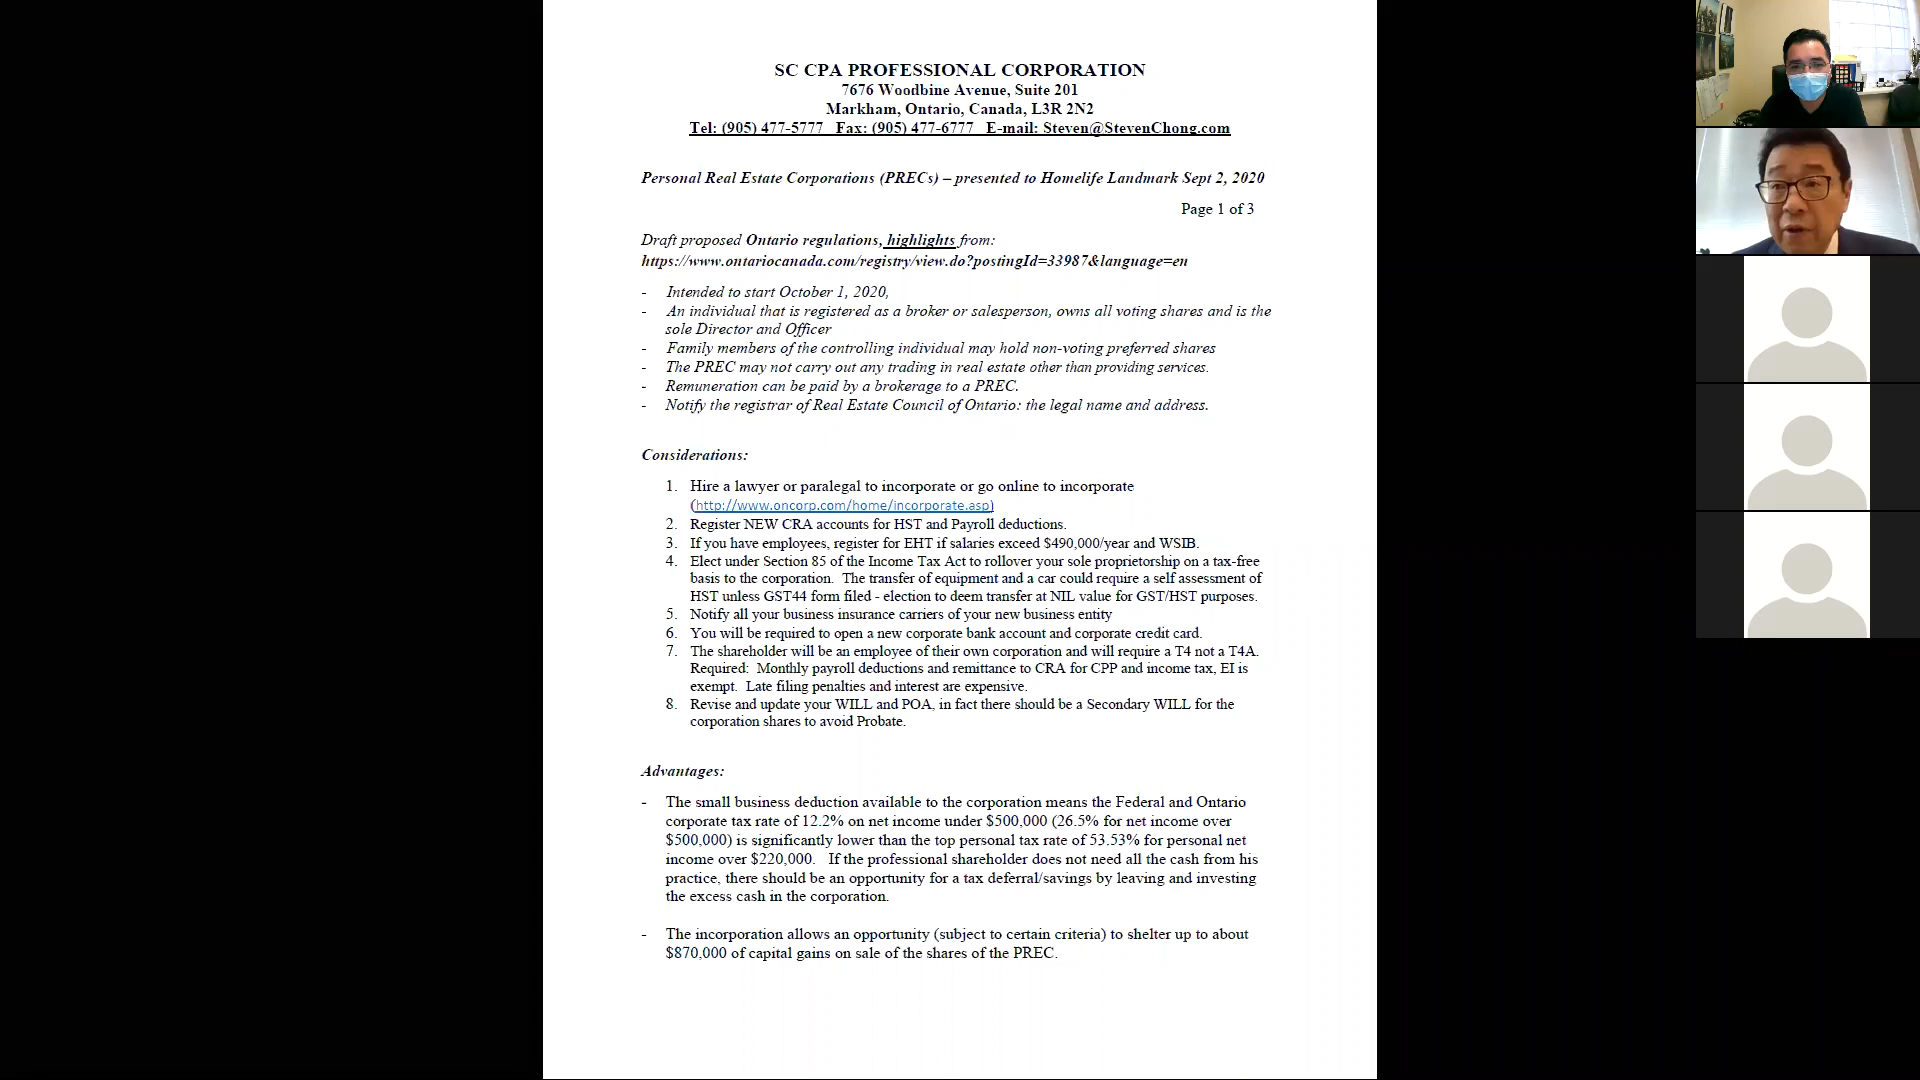 SC CPA PROFESSIONAL CORPORATION
7676 Woodbine Avenue, Suite 201
Markham, Ontario, Canada, L3R 2N2
Tel: (905) 477-5777   Fax: (905) 477-6777   E-mail: Steven@StevenChong.com
Personal Real Estate Corporations (PRECs) – presented to Homelife Landmark Sept 2, 2020
Page 1 of 3
Draft proposed Ontario regulations, highlights from:
https://www.ontariocanada.com/registry/view.do?postingId=33987&language=en
- Intended to start October 1, 2020,
- An individual that is registered as a broker or salesperson, owns all voting shares and is the
sole Director and Officer
- Family members of the controlling individual may hold non-voting preferred shares
- The PREC may not carry out any trading in real estate other than providing services.
- Remuneration can be paid by a brokerage to a PREC.
- Notify the registrar of Real Estate Council of Ontario: the legal name and address.
Considerations:
1. Hire a lawyer or paralegal to incorporate or go online to incorporate
(http://www.oncorp.com/home/incorporate.asp)
2. Register NEW CRA accounts for HST and Payroll deductions.
3. If you have employees, register for EHT if salaries exceed $490,000/year and WSIB.
4. Elect under Section 85 of the Income Tax Act to rollover your sole proprietorship on a tax-free
basis to the corporation.  The transfer of equipment and a car could require a self assessment of
HST unless GST44 form filed - election to deem transfer at NIL value for GST/HST purposes.
5. Notify all your business insurance carriers of your new business entity
6. You will be required to open a new corporate bank account and corporate credit card.
7. The shareholder will be an employee of their own corporation and will require a T4 not a T4A.
Required:  Monthly payroll deductions and remittance to CRA for CPP and income tax, EI is
exempt.  Late filing penalties and interest are expensive.
8. Revise and update your WILL and POA, in fact there should be a Secondary WILL for the
corporation shares to avoid Probate.
Advantages:
- The small business deduction available to the corporation means the Federal and Ontario
corporate tax rate of 12.2% on net income under $500,000 (26.5% for net income over
$500,000) is significantly lower than the top personal tax rate of 53.53% for personal net
income over $220,000.   If the professional shareholder does not need all the cash from his
practice, there should be an opportunity for a tax deferral/savings by leaving and investing
the excess cash in the corporation.
- The incorporation allows an opportunity (subject to certain criteria) to shelter up to about
$870,000 of capital gains on sale of the shares of the PREC.